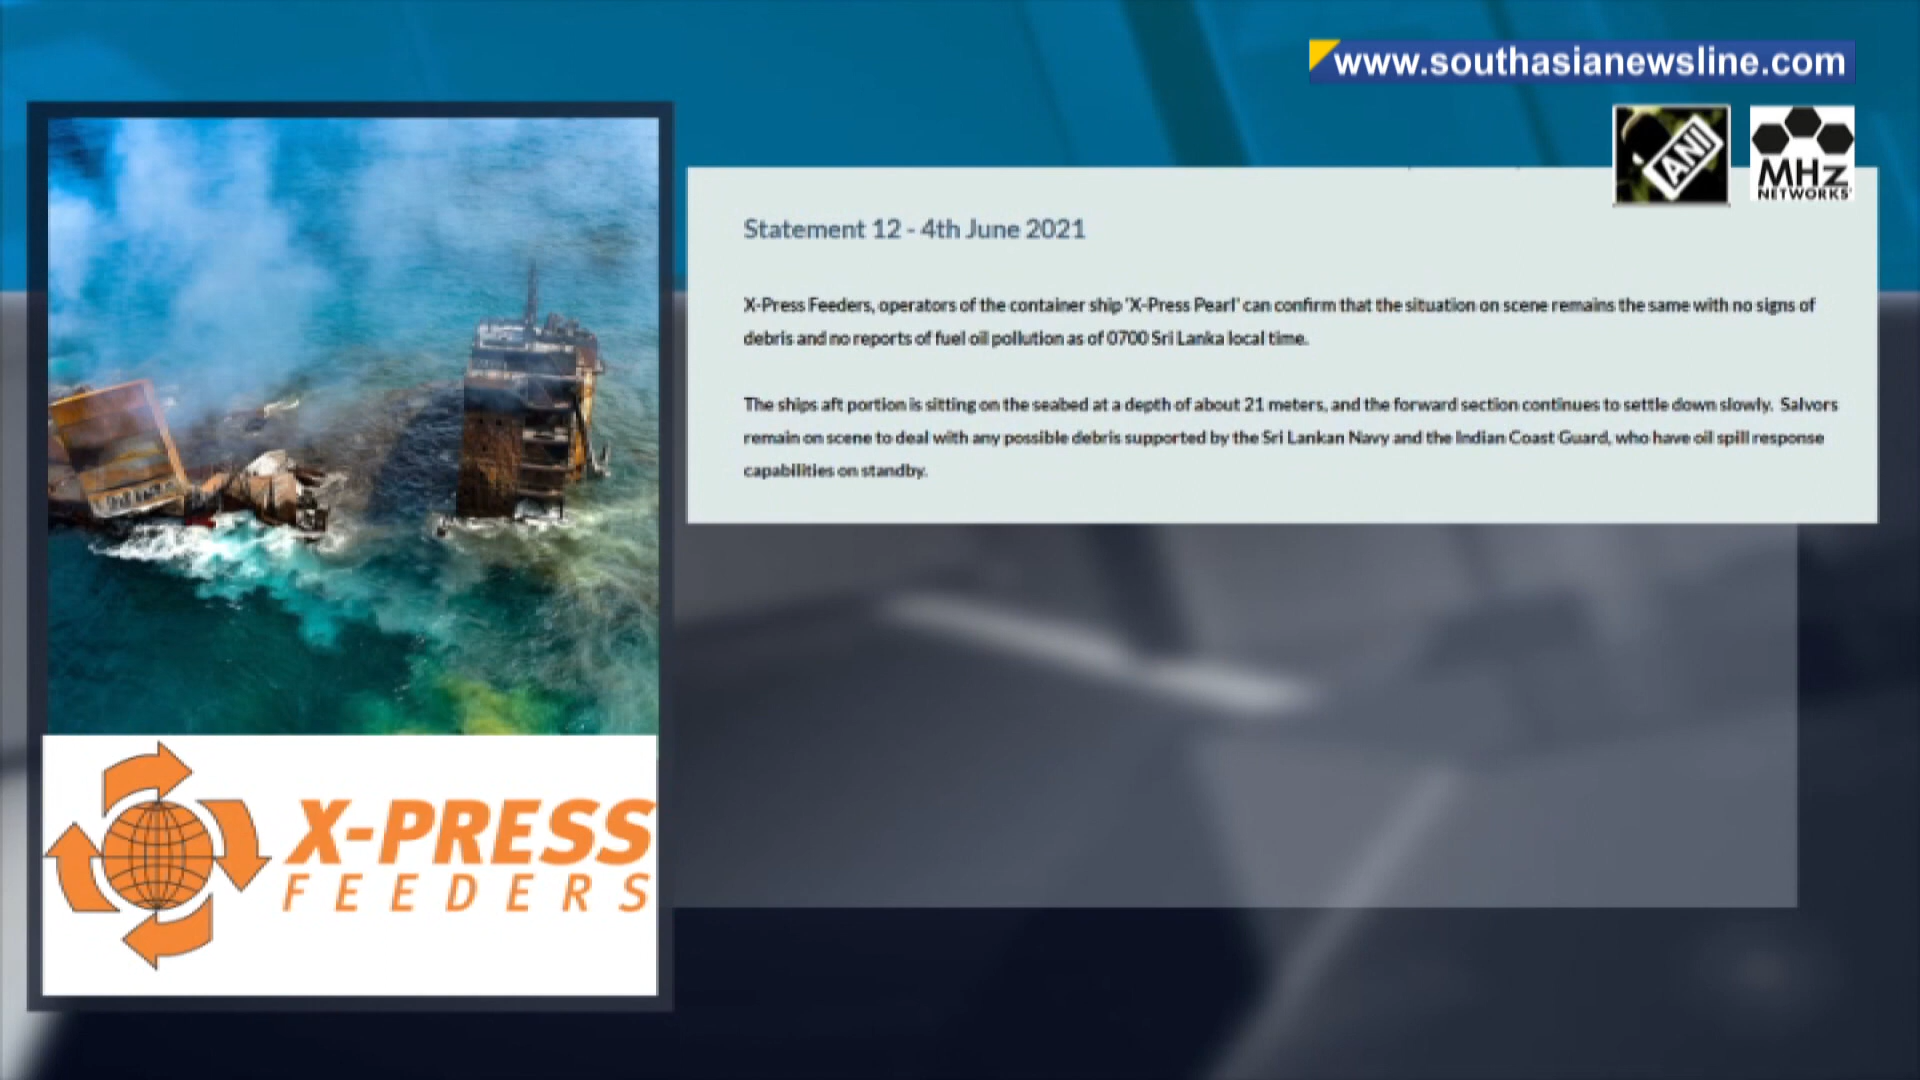 www.southasianewsline.com
ANI
MHz
NETWORKS
Statement 12 - 4th June 2021
X-Press Feeders, operators of the container ship 'X-Press Pearl' can confirm that the situation on scene remains the same with no signs of
debris and no reports of fuel oil pollution as of 0700 Sri Lanka local time.
The ships aft portion is sitting on the seabed at a depth of about 21 meters, and the forward section continues to settle down slowly. Salvors
remain on scene to deal with any possible debris supported by the Sri Lankan Navy and the Indian Coast Guard, who have oil spill response
capabilities on standby.
X-PRESS
FEEDERS